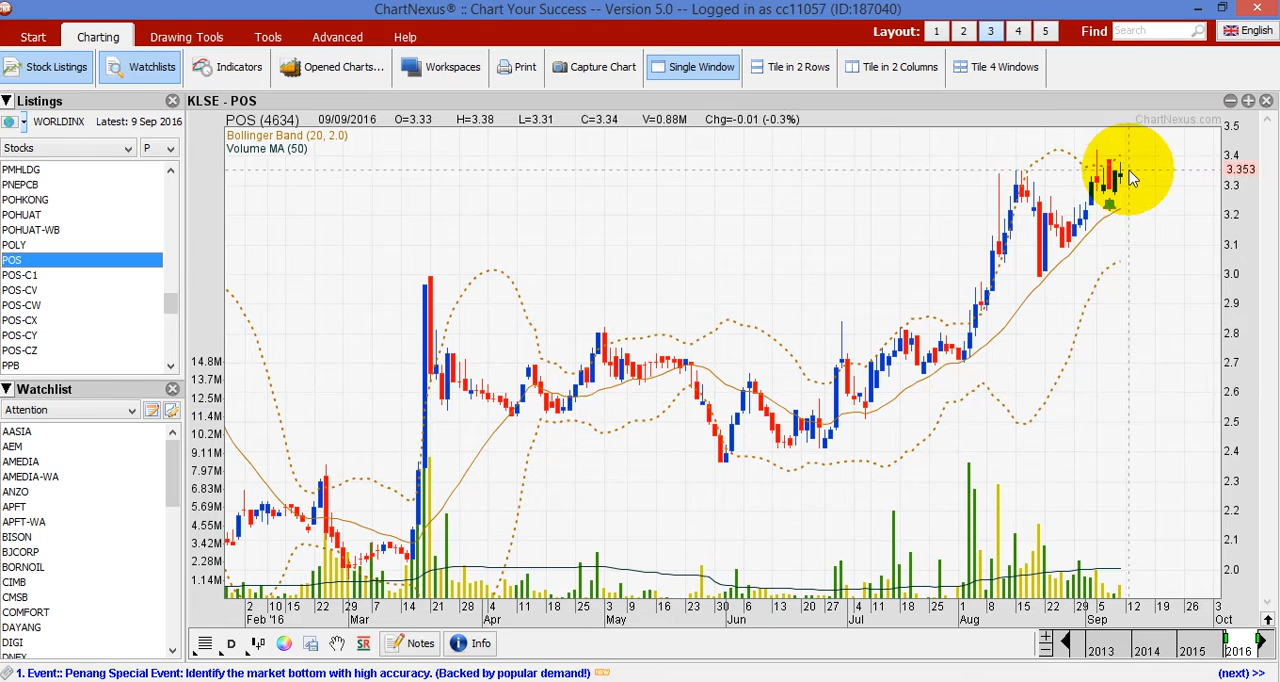 ChartNexus® :: Chart Your Success -- Version 5.0 -- Logged in as cc11057 (ID:187040)
Start Charting Drawing Tools Tools Advanced Help Layout: 1 2 3 4 5 Find Search English
Stock Listings Watchlists Indicators Opened Charts... Workspaces Print Capture Chart Single Window Tile in 2 Rows Tile in 2 Columns Tile 4 Windows
Listings
WORLDINX Latest: 9 Sep 2016
Stocks P
PMHLDG
PNEPCB
POHKONG
POHUAT
POHUAT-WB
POLY
POS
POS-C1
POS-CV
POS-CW
POS-CX
POS-CY
POS-CZ
PPB
Watchlist
Attention
AASIA
AEM
AMEDIA
AMEDIA-WA
ANZO
APFT
APFT-WA
BISON
BJCORP
BORNOIL
CIMB
CMSB
COMFORT
DAYANG
DIGI
KLSE - POS
POS (4634) 09/09/2016 O=3.33 H=3.38 L=3.31 C=3.34 V=0.88M Chg=-0.01 (-0.3%) ChartNexus.com
Bollinger Band (20, 2.0)
Volume MA (50)
3.5
3.4
3.353
3.3
3.2
3.1
3.0
2.9
2.8
2.7
2.6
2.5
2.4
2.3
2.2
2.1
2.0
14.8M
13.7M
12.5M
11.4M
10.2M
9.11M
7.97M
6.83M
5.69M
4.55M
3.42M
2.28M
1.14M
2 10 15 22 29 7 14 21 28 4 11 18 25 3 9 16 23 30 6 13 20 27 4 11 18 25 1 8 15 22 29 5 12 19 26 3
Feb '16 Mar Apr May Jun Jul Aug Sep Oct
D SR Notes Info 2013 2014 2015 2016
1. Event:: Penang Special Event: Identify the market bottom with high accuracy. (Backed by popular demand!) NEW (next) >>